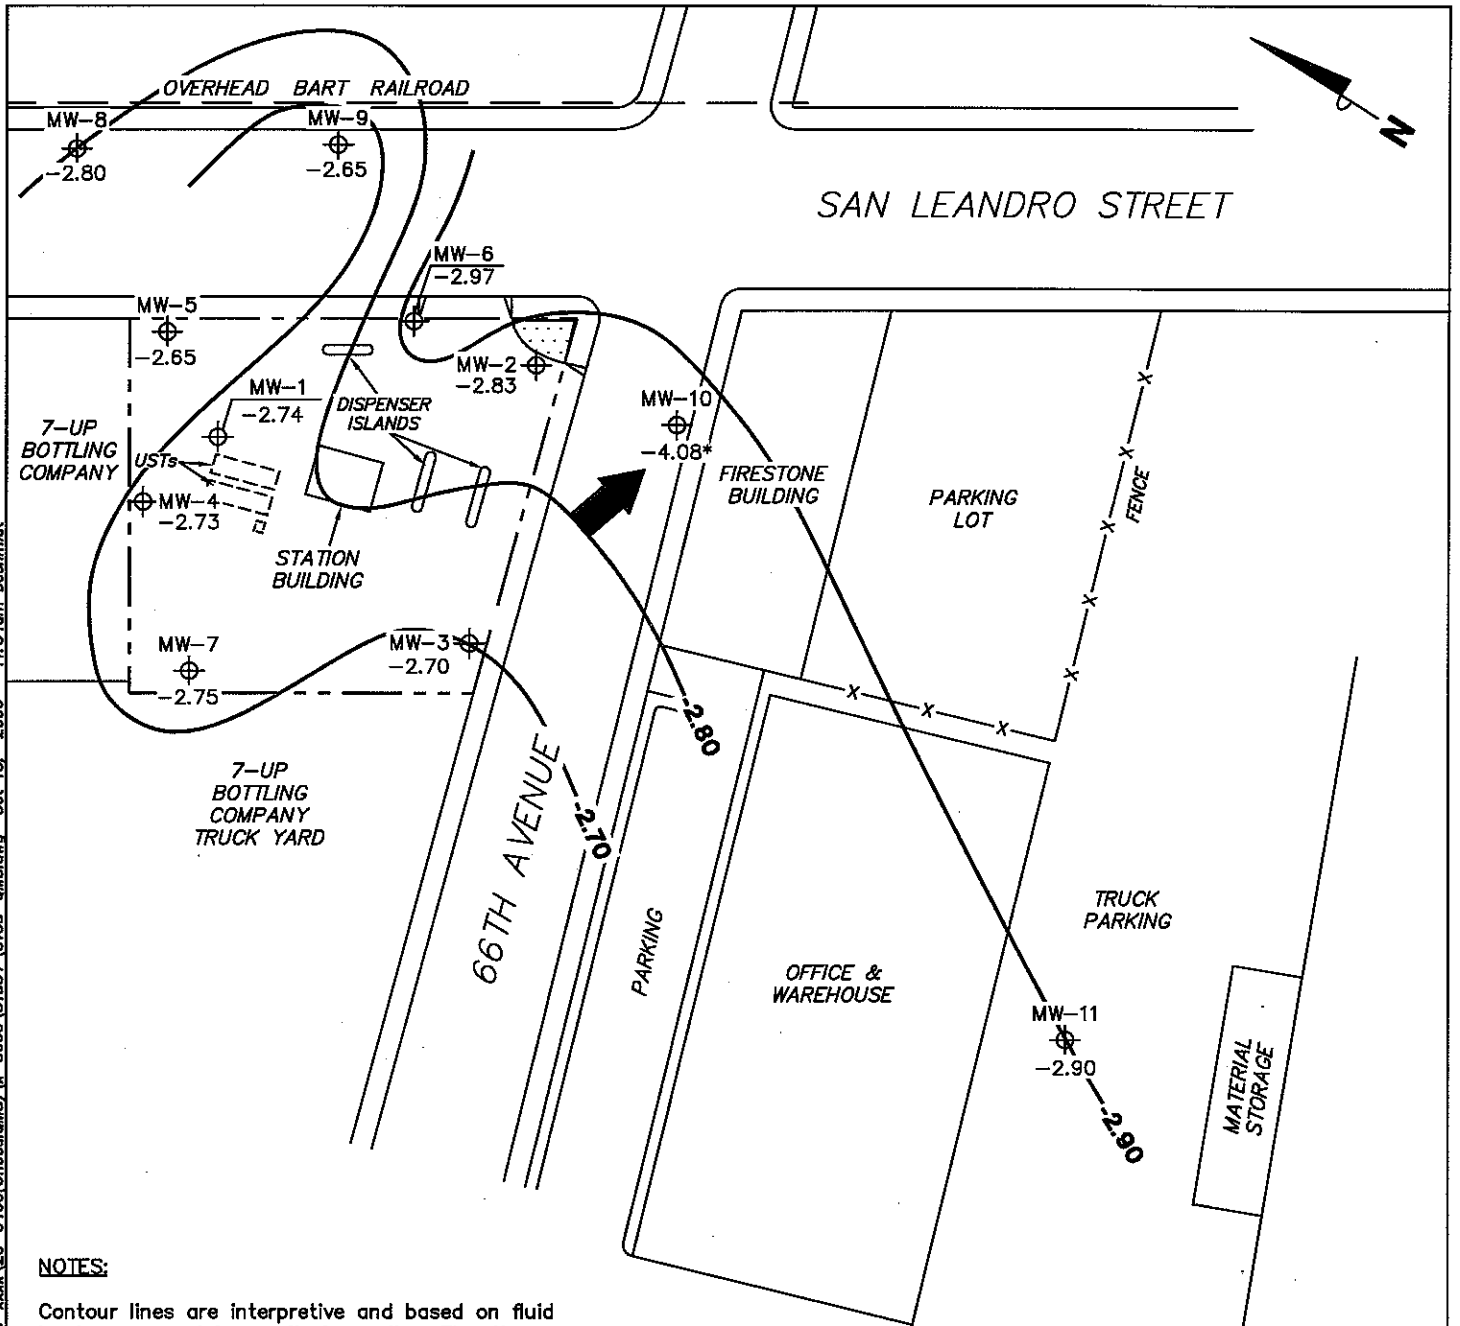 OVERHEAD BART RAILROAD
MW-8
-2.80
MW-9
-2.65
N
SAN LEANDRO STREET
MW-6
-2.97
MW-5
-2.65
MW-2
-2.83
MW-1
-2.74
DISPENSER
ISLANDS
MW-10
-4.08*
7-UP
BOTTLING
COMPANY
USTs
MW-4
-2.73
FIRESTONE
BUILDING
PARKING
LOT
FENCE
STATION
BUILDING
MW-3
-2.70
MW-7
-2.75
-2.80
7-UP
BOTTLING
COMPANY
TRUCK YARD
-2.70
66TH AVENUE
PARKING
OFFICE &
WAREHOUSE
TRUCK
PARKING
MW-11
-2.90
-2.90
MATERIAL
STORAGE
NOTES:
Contour lines are interpretive and based on fluid